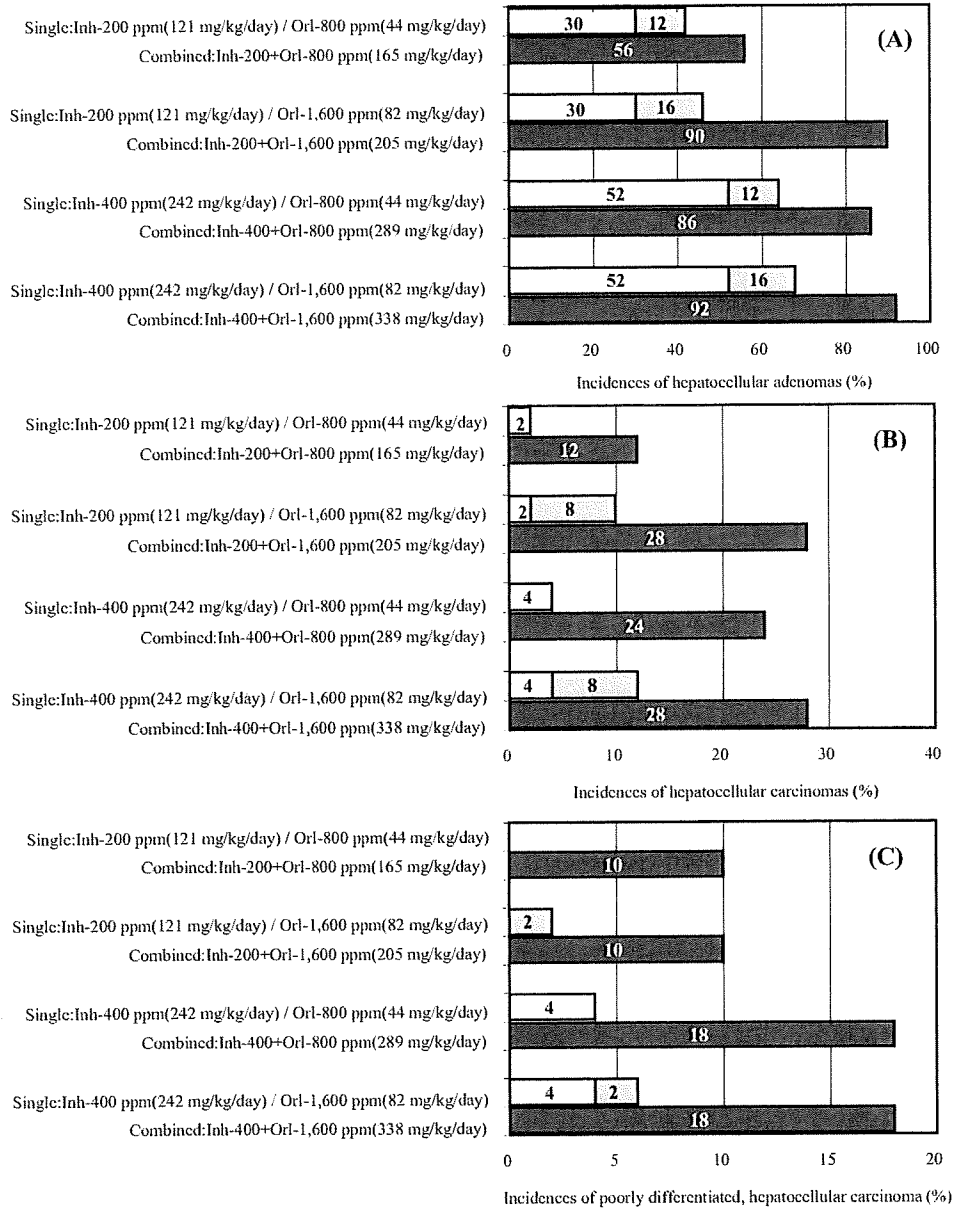 Single:Inh-200 ppm(121 mg/kg/day) / Orl-800 ppm(44 mg/kg/day) 30 12
Combined:Inh-200+Orl-800 ppm(165 mg/kg/day) 56
(A)
Single:Inh-200 ppm(121 mg/kg/day) / Orl-1,600 ppm(82 mg/kg/day) 30 16
Combined:Inh-200+Orl-1,600 ppm(205 mg/kg/day) 90
Single:Inh-400 ppm(242 mg/kg/day) / Orl-800 ppm(44 mg/kg/day) 52 12
Combined:Inh-400+Orl-800 ppm(289 mg/kg/day) 86
Single:Inh-400 ppm(242 mg/kg/day) / Orl-1,600 ppm(82 mg/kg/day) 52 16
Combined:Inh-400+Orl-1,600 ppm(338 mg/kg/day) 92
0 20 40 60 80 100
Incidences of hepatocellular adenomas (%)
Single:Inh-200 ppm(121 mg/kg/day) / Orl-800 ppm(44 mg/kg/day) 2
Combined:Inh-200+Orl-800 ppm(165 mg/kg/day) 12
(B)
Single:Inh-200 ppm(121 mg/kg/day) / Orl-1,600 ppm(82 mg/kg/day) 2 8
Combined:Inh-200+Orl-1,600 ppm(205 mg/kg/day) 28
Single:Inh-400 ppm(242 mg/kg/day) / Orl-800 ppm(44 mg/kg/day) 4
Combined:Inh-400+Orl-800 ppm(289 mg/kg/day) 24
Single:Inh-400 ppm(242 mg/kg/day) / Orl-1,600 ppm(82 mg/kg/day) 4 8
Combined:Inh-400+Orl-1,600 ppm(338 mg/kg/day) 28
0 10 20 30 40
Incidences of hepatocellular carcinomas (%)
Single:Inh-200 ppm(121 mg/kg/day) / Orl-800 ppm(44 mg/kg/day)
Combined:Inh-200+Orl-800 ppm(165 mg/kg/day) 10
(C)
Single:Inh-200 ppm(121 mg/kg/day) / Orl-1,600 ppm(82 mg/kg/day) 2
Combined:Inh-200+Orl-1,600 ppm(205 mg/kg/day) 10
Single:Inh-400 ppm(242 mg/kg/day) / Orl-800 ppm(44 mg/kg/day) 4
Combined:Inh-400+Orl-800 ppm(289 mg/kg/day) 18
Single:Inh-400 ppm(242 mg/kg/day) / Orl-1,600 ppm(82 mg/kg/day) 4 2
Combined:Inh-400+Orl-1,600 ppm(338 mg/kg/day) 18
0 5 10 15 20
Incidences of poorly differentiated, hepatocellular carcinoma (%)